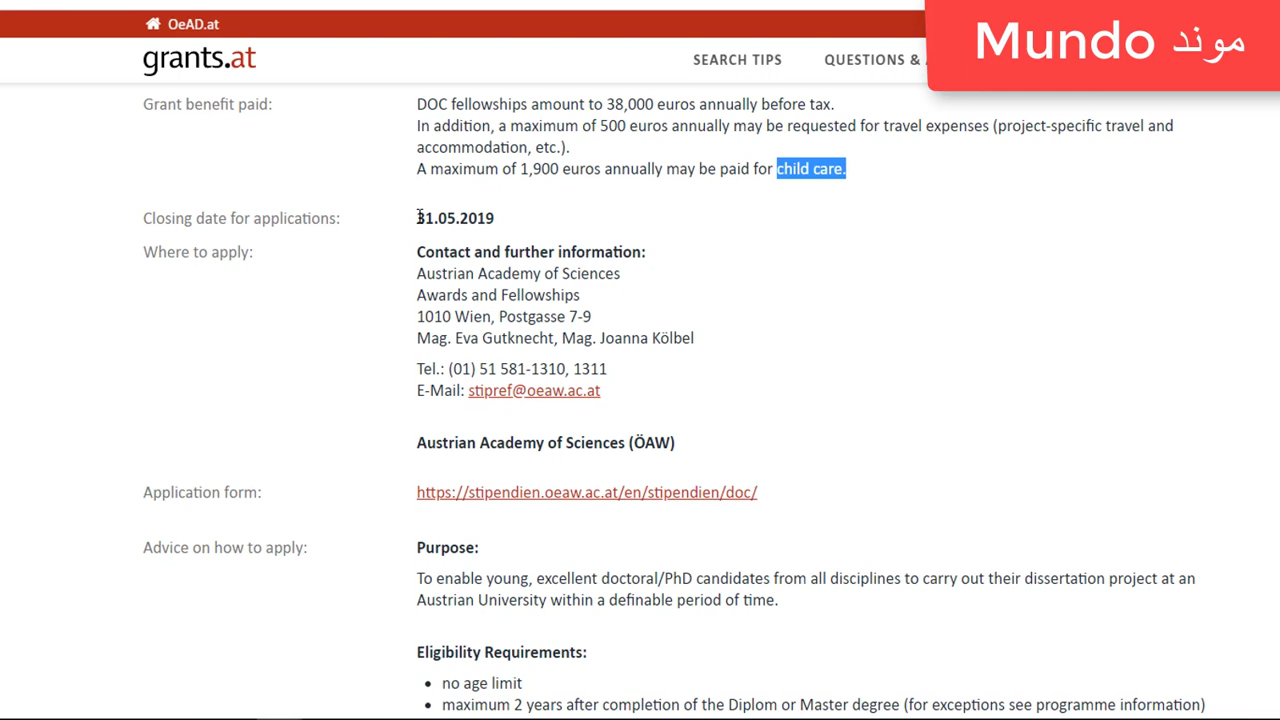 OeAD.at
Mundo موند
grants.at
SEARCH TIPS
QUESTIONS &
Grant benefit paid:
DOC fellowships amount to 38,000 euros annually before tax.
In addition, a maximum of 500 euros annually may be requested for travel expenses (project-specific travel and
accommodation, etc.).
A maximum of 1,900 euros annually may be paid for child care.
Closing date for applications:
31.05.2019
Where to apply:
Contact and further information:
Austrian Academy of Sciences
Awards and Fellowships
1010 Wien, Postgasse 7-9
Mag. Eva Gutknecht, Mag. Joanna Kölbel
Tel.: (01) 51 581-1310, 1311
E-Mail: stipref@oeaw.ac.at
Austrian Academy of Sciences (ÖAW)
Application form:
https://stipendien.oeaw.ac.at/en/stipendien/doc/
Advice on how to apply:
Purpose:
To enable young, excellent doctoral/PhD candidates from all disciplines to carry out their dissertation project at an
Austrian University within a definable period of time.
Eligibility Requirements:
• no age limit
• maximum 2 years after completion of the Diplom or Master degree (for exceptions see programme information)